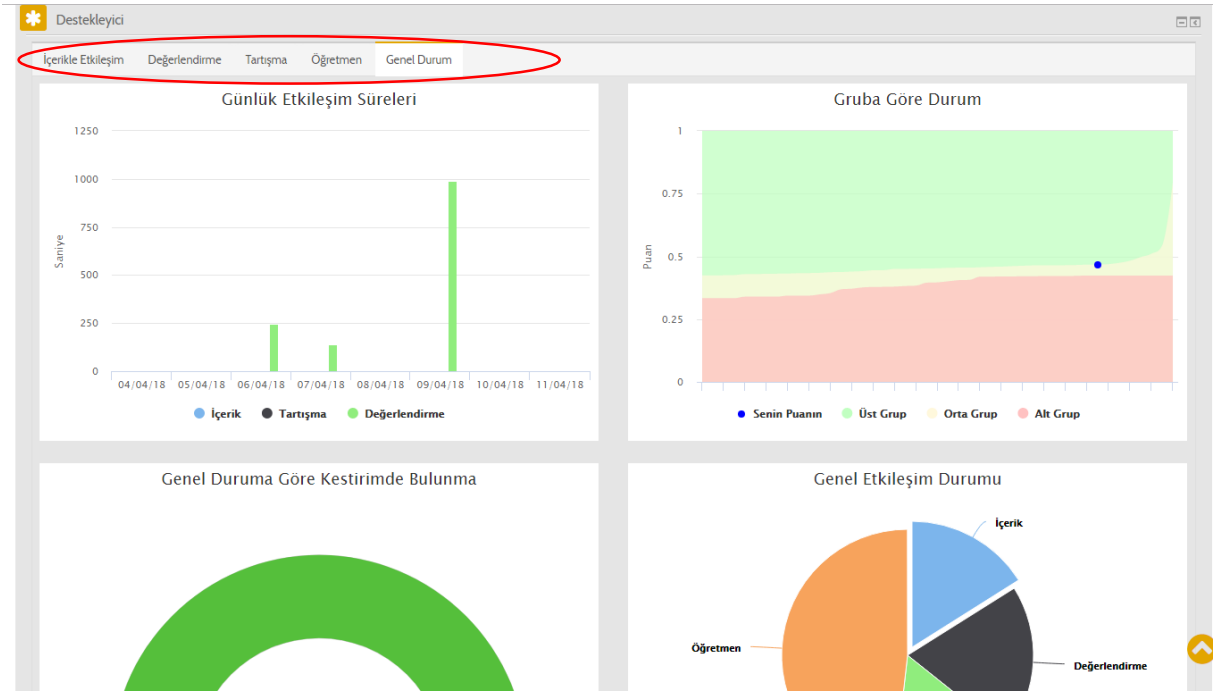 Destekleyici
İçerikle Etkileşim Değerlendirme Tartışma Öğretmen Genel Durum
Günlük Etkileşim Süreleri
1250
1000
750
500
250
0
Saniye
04/04/18 05/04/18 06/04/18 07/04/18 08/04/18 09/04/18 10/04/18 11/04/18
İçerik Tartışma Değerlendirme
Gruba Göre Durum
1
0.75
0.5
0.25
0
Puan
Senin Puanın Üst Grup Orta Grup Alt Grup
Genel Duruma Göre Kestirimde Bulunma
Genel Etkileşim Durumu
İçerik
Öğretmen
Değerlendirme